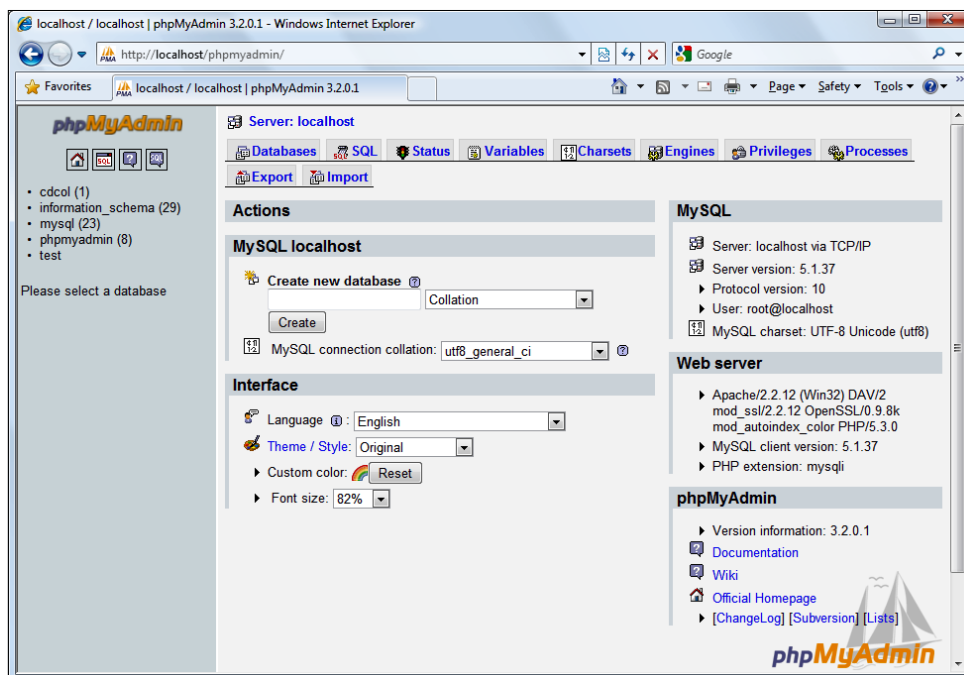 localhost / localhost | phpMyAdmin 3.2.0.1 - Windows Internet Explorer
http://localhost/phpmyadmin/
Google
Favorites
localhost / localhost | phpMyAdmin 3.2.0.1
Page Safety Tools
phpMyAdmin
SQL
cdcol (1)
information_schema (29)
mysql (23)
phpmyadmin (8)
test
Please select a database
Server: localhost
Databases SQL Status Variables Charsets Engines Privileges Processes
Export Import
Actions
MySQL localhost
Create new database
Collation
Create
MySQL connection collation: utf8_general_ci
Interface
Language : English
Theme / Style: Original
Custom color: Reset
Font size: 82%
MySQL
Server: localhost via TCP/IP
Server version: 5.1.37
Protocol version: 10
User: root@localhost
MySQL charset: UTF-8 Unicode (utf8)
Web server
Apache/2.2.12 (Win32) DAV/2
mod_ssl/2.2.12 OpenSSL/0.9.8k
mod_autoindex_color PHP/5.3.0
MySQL client version: 5.1.37
PHP extension: mysqli
phpMyAdmin
Version information: 3.2.0.1
Documentation
Wiki
Official Homepage
[ChangeLog] [Subversion] [Lists]
phpMyAdmin